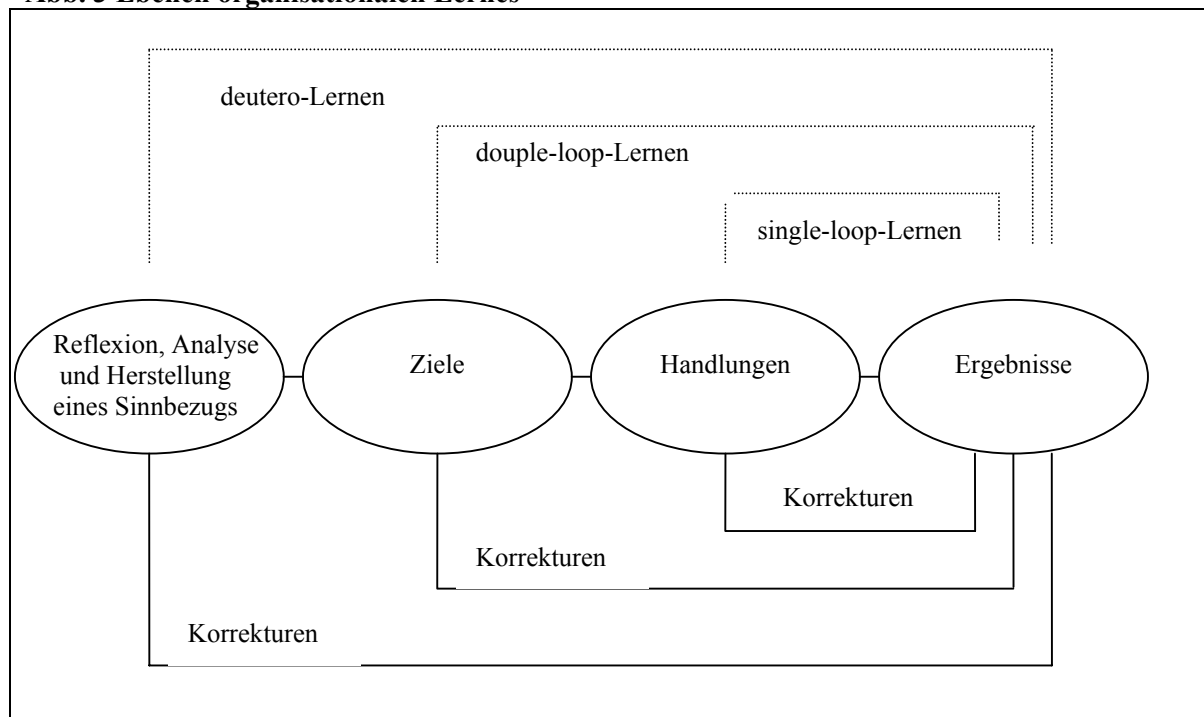 Abb. 3 Ebenen organisationalen Lernes
deutero-Lernen
douple-loop-Lernen
single-loop-Lernen
Reflexion, Analyse
und Herstellung
eines Sinnbezugs
Ziele
Handlungen
Ergebnisse
Korrekturen
Korrekturen
Korrekturen